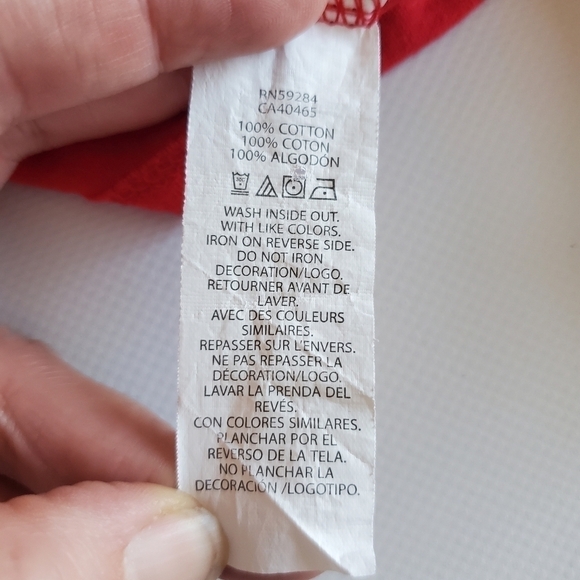 RN59284
CA40465
100% COTTON
100% COTON
100% ALGODÓN
WASH INSIDE OUT.
WITH LIKE COLORS.
IRON ON REVERSE SIDE.
DO NOT IRON
DECORATION/LOGO.
RETOURNER AVANT DE
LAVER.
AVEC DES COULEURS
SIMILAIRES.
REPASSER SUR L'ENVERS.
NE PAS REPASSER LA
DÉCORATION/LOGO.
LAVAR LA PRENDA DEL
REVÉS.
CON COLORES SIMILARES.
PLANCHAR POR EL
REVERSO DE LA TELA.
NO PLANCHAR LA
DECORACIÓN /LOGOTIPO.